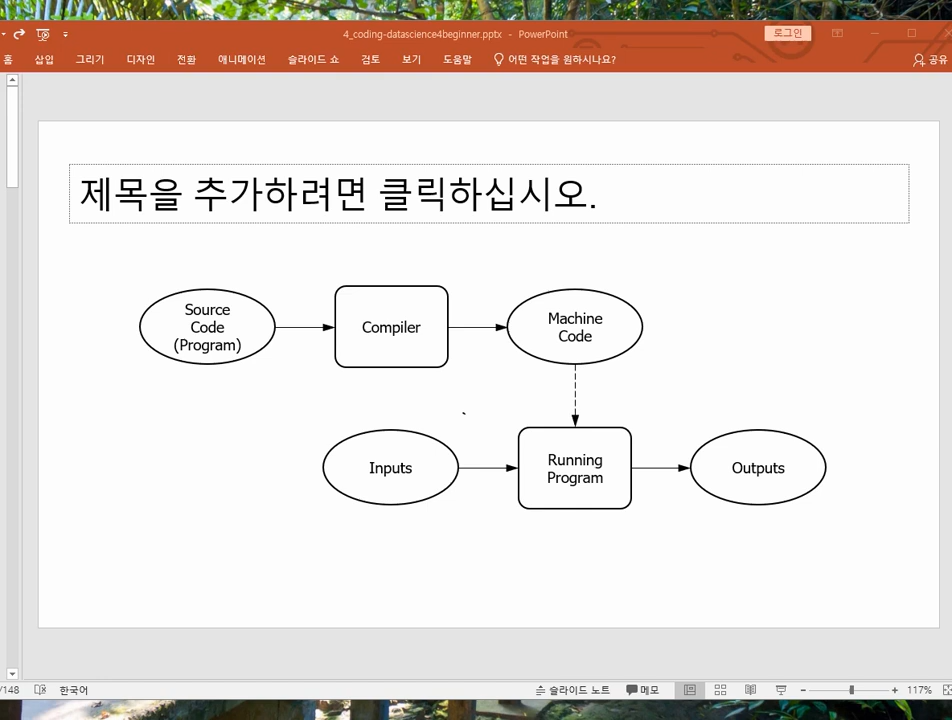 4_coding-datascience4beginner.pptx - PowerPoint
로그인
홈 삽입 그리기 디자인 전환 애니메이션 슬라이드 쇼 검토 보기 도움말 어떤 작업을 원하시나요? 공유
제목을 추가하려면 클릭하십시오.
Source
Code
(Program)
Compiler
Machine
Code
Inputs
Running
Program
Outputs
/148 한국어 슬라이드 노트 메모 117%